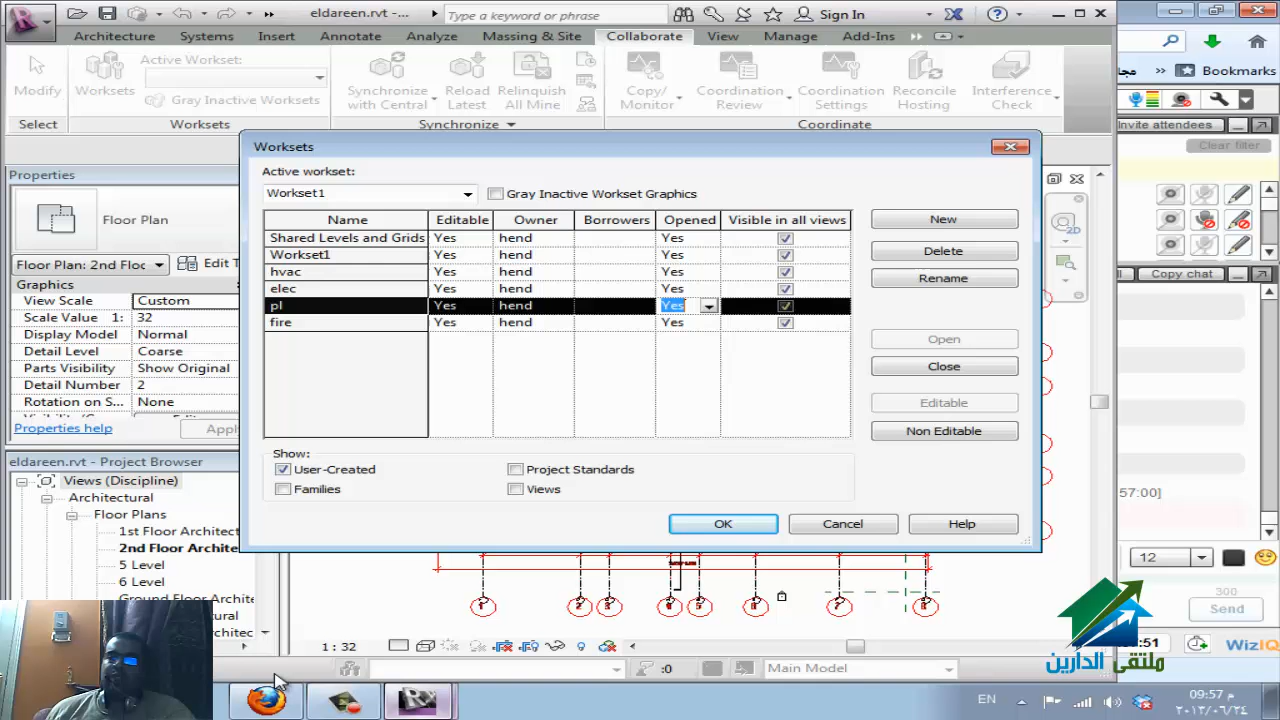 eldareen.rvt -...
Type a keyword or phrase
Sign In
Architecture
Systems
Insert
Annotate
Analyze
Massing & Site
Collaborate
View
Manage
Add-Ins
Active Workset:
Modify
Worksets
Gray Inactive Worksets
Synchronize with Central
Reload Latest
Relinquish All Mine
Copy/ Monitor
Coordination Review
Coordination Settings
Reconcile Hosting
Interference Check
Select
Worksets
Synchronize
Coordinate
Bookmarks
Invite attendees
Clear filter
Copy chat
Properties
Floor Plan
Floor Plan: 2nd Floc
Edit T
Graphics
View Scale Custom
Scale Value 1: 32
Display Model Normal
Detail Level Coarse
Parts Visibility Show Original
Detail Number 2
Rotation on S... None
Properties help
Apply
eldareen.rvt - Project Browser
Views (Discipline)
Architectural
Floor Plans
1st Floor Architect
2nd Floor Archite
5 Level
6 Level
Ground Floor Archite
Worksets
Active workset:
Workset1
Gray Inactive Workset Graphics
Name Editable Owner Borrowers Opened Visible in all views
Shared Levels and Grids Yes hend Yes
Workset1 Yes hend Yes
hvac Yes hend Yes
elec Yes hend Yes
pl Yes hend Yes
fire Yes hend Yes
New
Delete
Rename
Open
Close
Editable
Non Editable
Show:
User-Created
Project Standards
Families
Views
OK
Cancel
Help
57:00]
12
300
Send
:51
WizIQ
ملتقى الدارين
1 : 32
:0
Main Model
EN
09:57 م
٢٠١٣/٠٦/٢٤